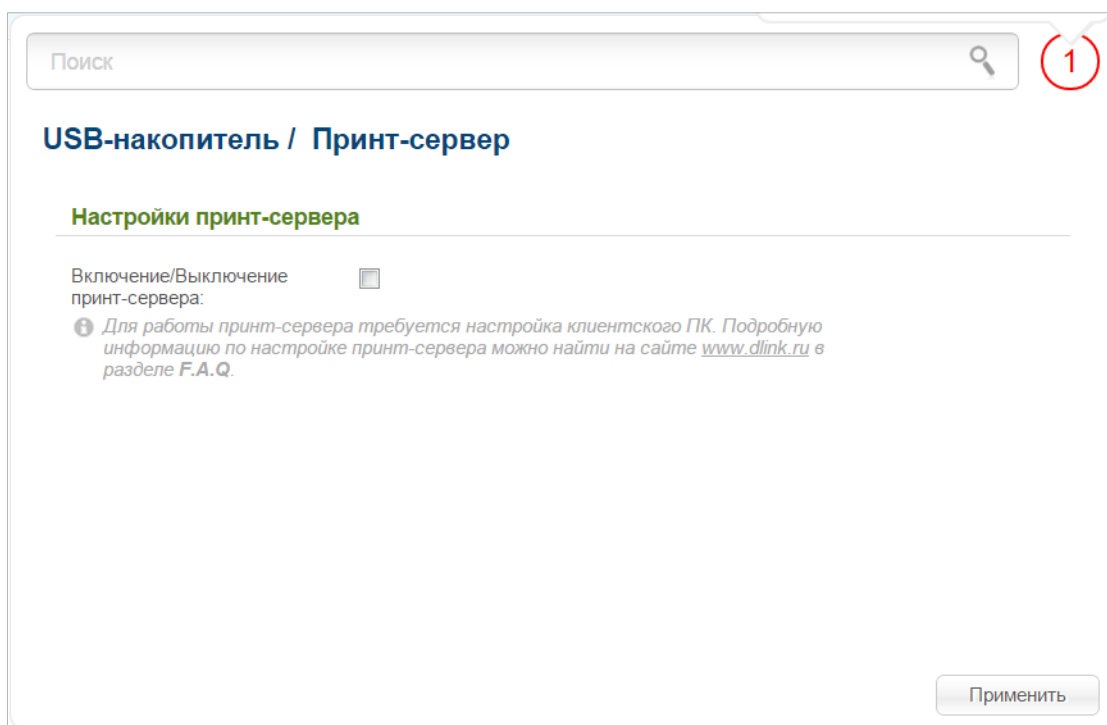 Поиск
1
USB-накопитель / Принт-сервер
Настройки принт-сервера
Включение/Выключение
принт-сервера:
Для работы принт-сервера требуется настройка клиентского ПК. Подробную
информацию по настройке принт-сервера можно найти на сайте www.dlink.ru в
разделе F.A.Q.
Применить